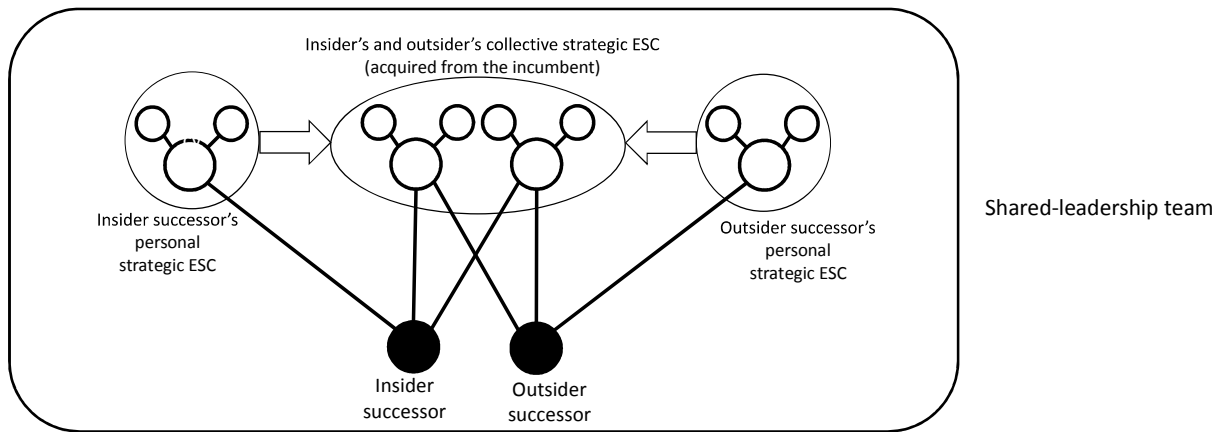 Insider's and outsider's collective strategic ESC
(acquired from the incumbent)
Insider successor's
personal
strategic ESC
Outsider successor's
personal
strategic ESC
Shared-leadership team
Insider
successor
Outsider
successor